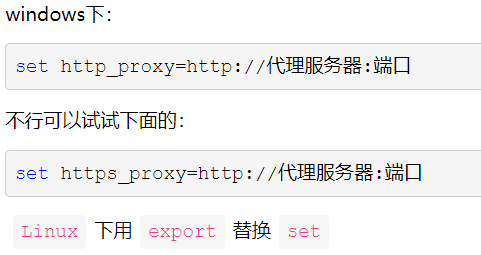 windows下：
set http_proxy=http://代理服务器:端口
不行可以试试下面的：
set https_proxy=http://代理服务器:端口
Linux 下用 export 替换 set